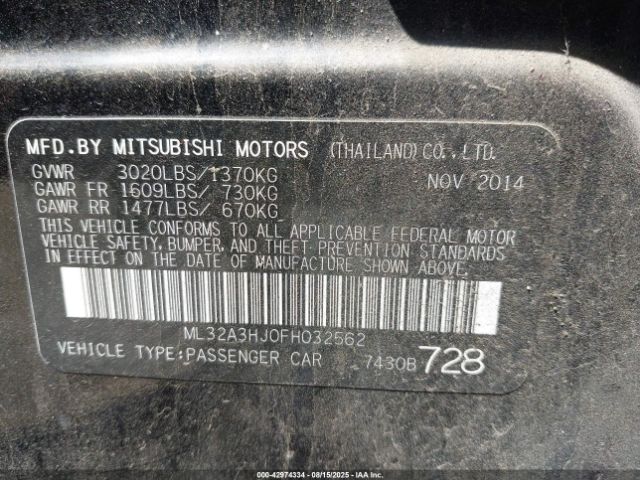 MFD.BY MITSUBISHI MOTORS (THAILAND)CO.,LTD.
GVWR 3020LBS/1370KG NOV 2014
GAWR FR 1609LBS/ 730KG
GAWR RR 1477LBS/ 670KG
THIS VEHICLE CONFORMS TO ALL APPLICABLE FEDERAL MOTOR
VEHICLE SAFETY, BUMPER, AND THEFT PREVENTION STANDARDS
IN EFFECT ON THE DATE OF MANUFACTURE SHOWN ABOVE.
ML32A3HJ0FH032562
VEHICLE TYPE:PASSENGER CAR 7430B 728
000-42974334 | 08/15/2025 - IAA, Inc.